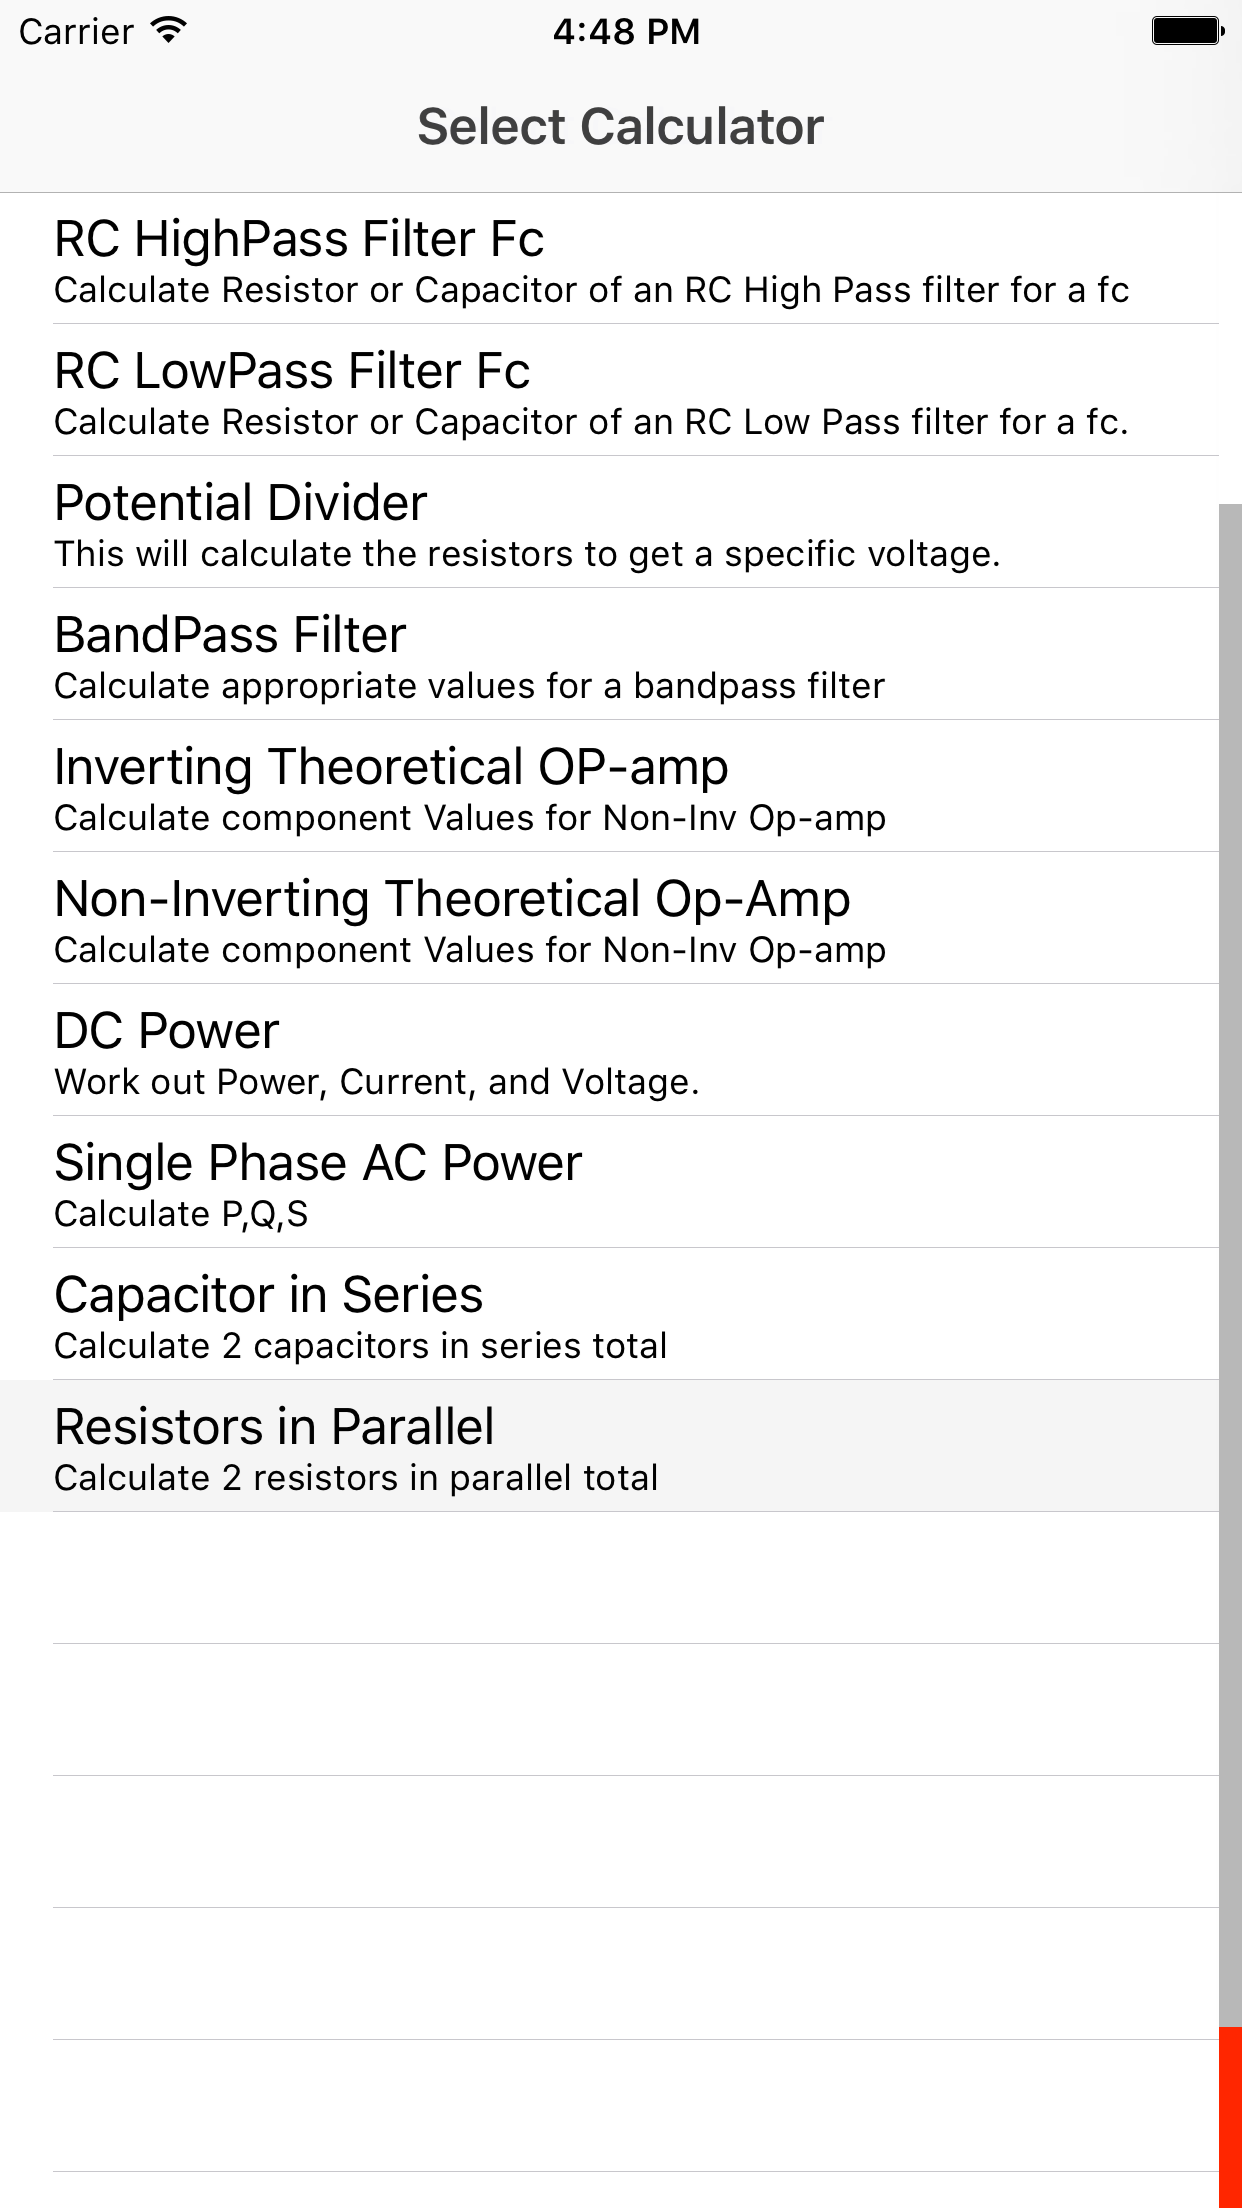 Carrier
4:48 PM
Select Calculator
RC HighPass Filter Fc
Calculate Resistor or Capacitor of an RC High Pass filter for a fc
RC LowPass Filter Fc
Calculate Resistor or Capacitor of an RC Low Pass filter for a fc.
Potential Divider
This will calculate the resistors to get a specific voltage.
BandPass Filter
Calculate appropriate values for a bandpass filter
Inverting Theoretical OP-amp
Calculate component Values for Non-Inv Op-amp
Non-Inverting Theoretical Op-Amp
Calculate component Values for Non-Inv Op-amp
DC Power
Work out Power, Current, and Voltage.
Single Phase AC Power
Calculate P,Q,S
Capacitor in Series
Calculate 2 capacitors in series total
Resistors in Parallel
Calculate 2 resistors in parallel total